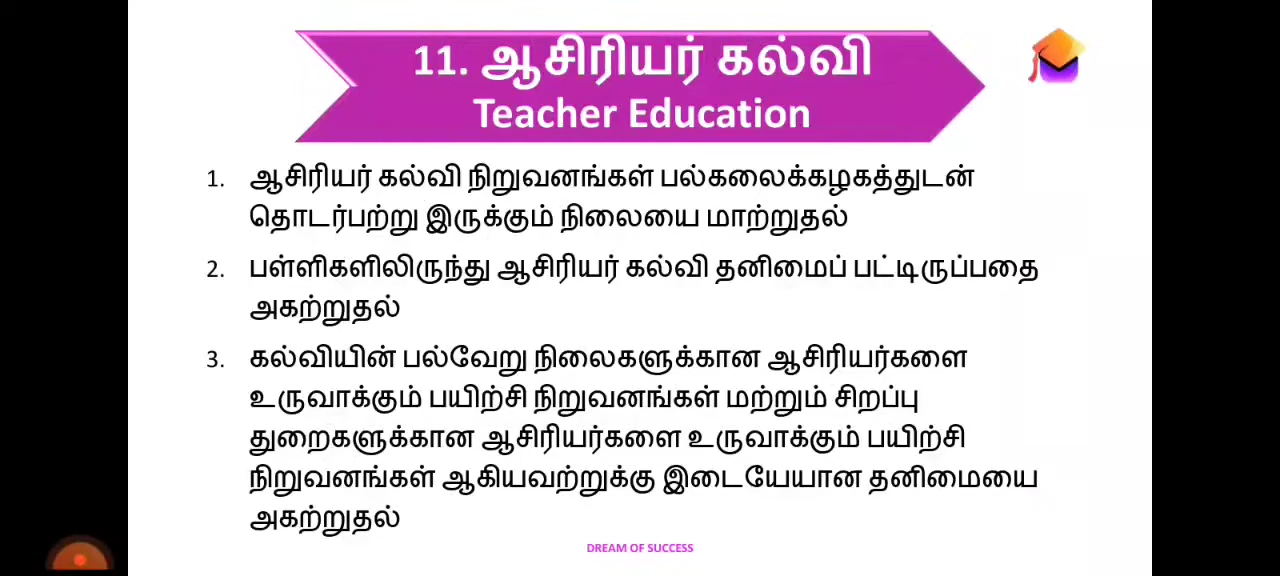 11. ஆசிரியர் கல்வி
Teacher Education
1. ஆசிரியர் கல்வி நிறுவனங்கள் பல்கலைக்கழகத்துடன்
தொடர்பற்று இருக்கும் நிலையை மாற்றுதல்
2. பள்ளிகளிலிருந்து ஆசிரியர் கல்வி தனிமைப் பட்டிருப்பதை
அகற்றுதல்
3. கல்வியின் பல்வேறு நிலைகளுக்கான ஆசிரியர்களை
உருவாக்கும் பயிற்சி நிறுவனங்கள் மற்றும் சிறப்பு
துறைகளுக்கான ஆசிரியர்களை உருவாக்கும் பயிற்சி
நிறுவனங்கள் ஆகியவற்றுக்கு இடையேயான தனிமையை
அகற்றுதல்
DREAM OF SUCCESS